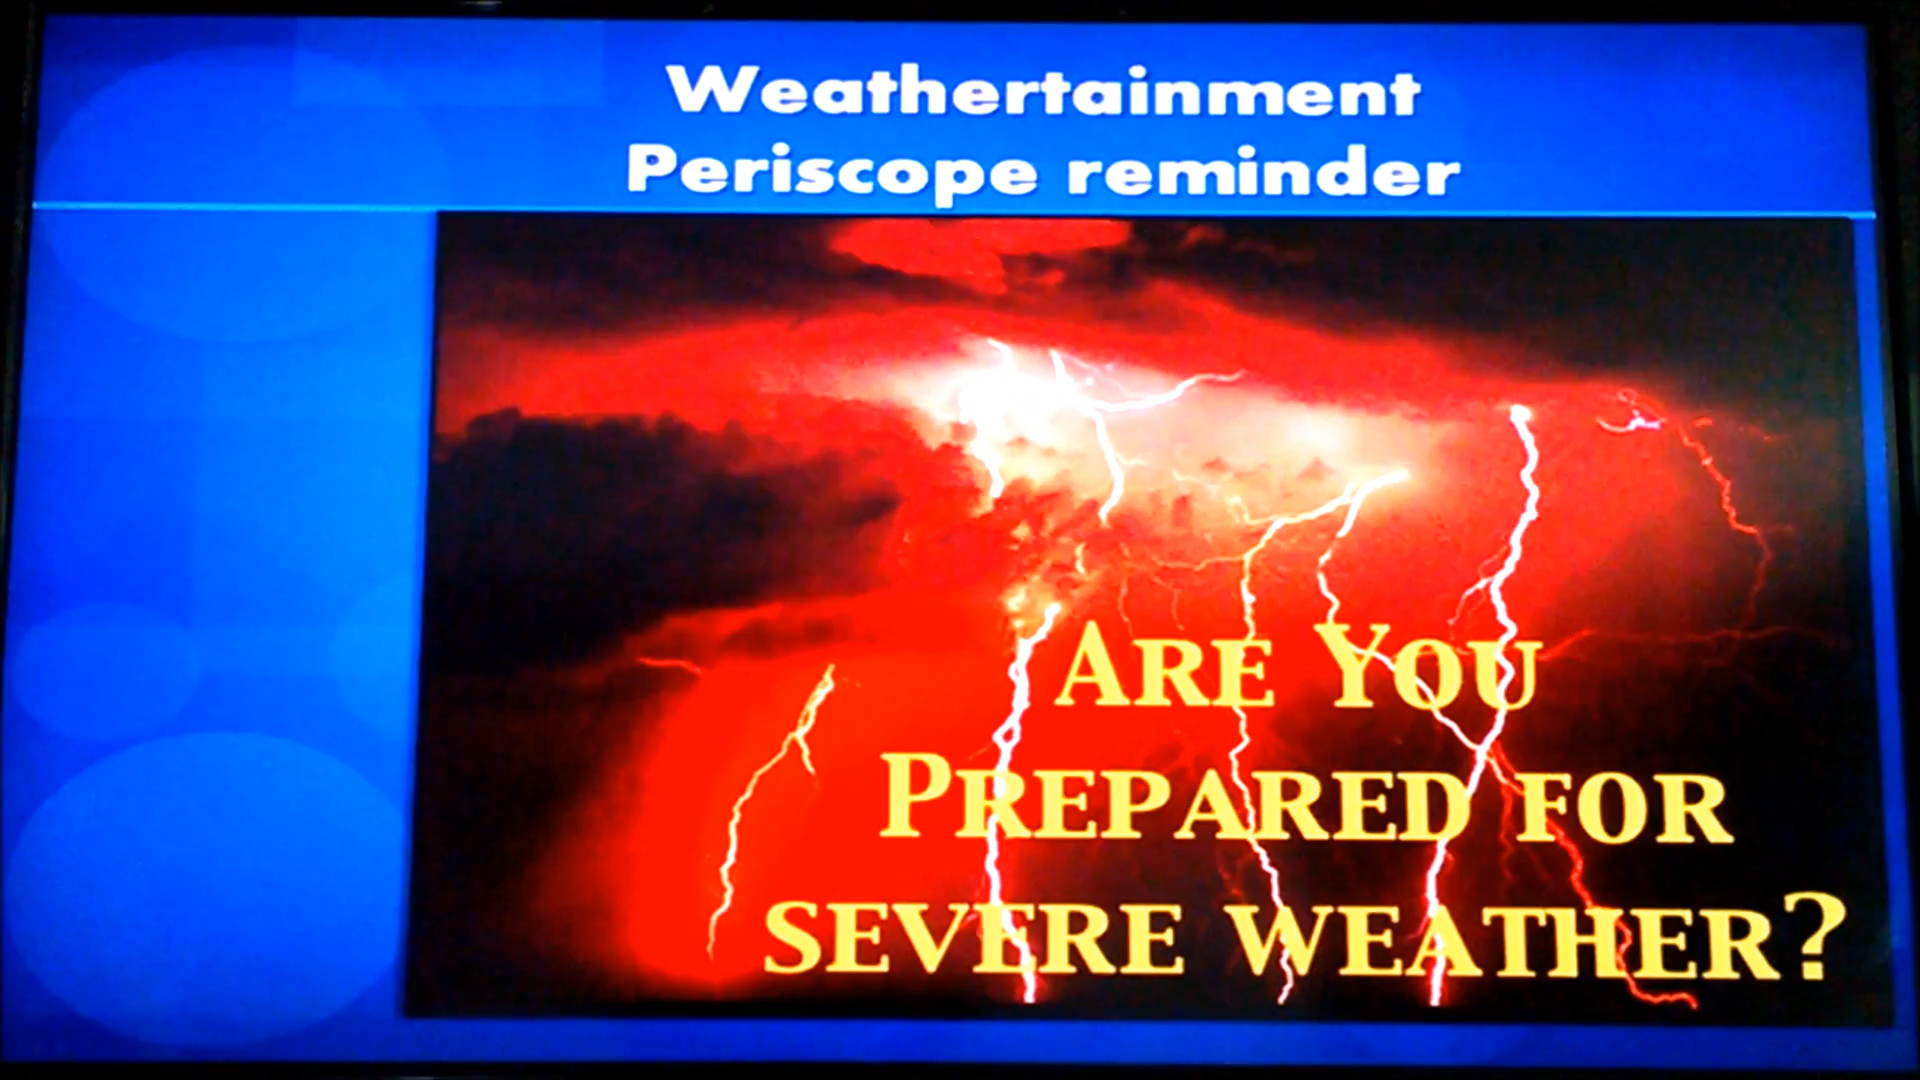 Weathertainment
Periscope reminder
ARE YOU
PREPARED FOR
SEVERE WEATHER?